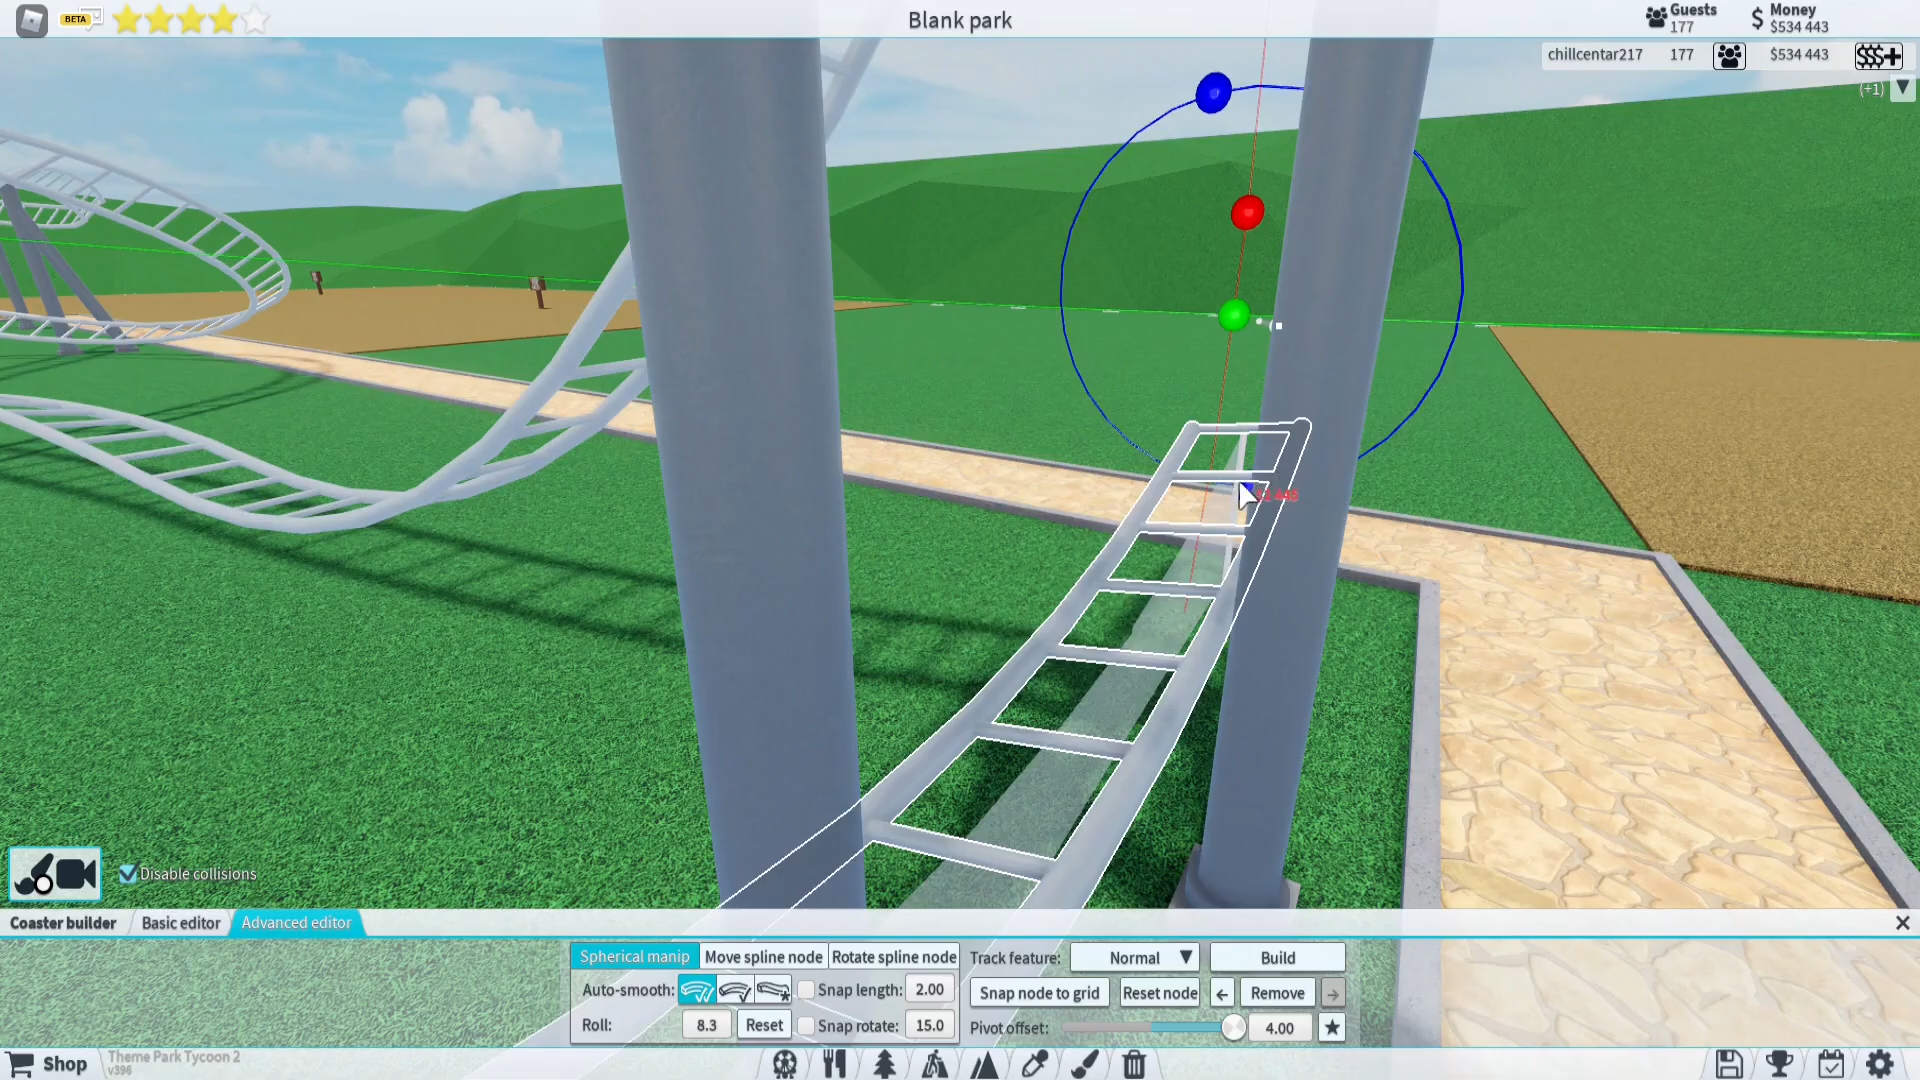 BETA
Blank park
Guests
177
$ Money
$534 443
chillcentar217 177 $534 443 $$$+
(+1) ▼
Disable collisions
Coaster builder Basic editor Advanced editor
Spherical manip Move spline node Rotate spline node Track feature: Normal ▼ Build
Auto-smooth: Snap length: 2.00 Snap node to grid Reset node ← Remove →
Roll: 8.3 Reset Snap rotate: 15.0 Pivot offset: 4.00 ★
Shop Theme Park Tycoon 2
v396